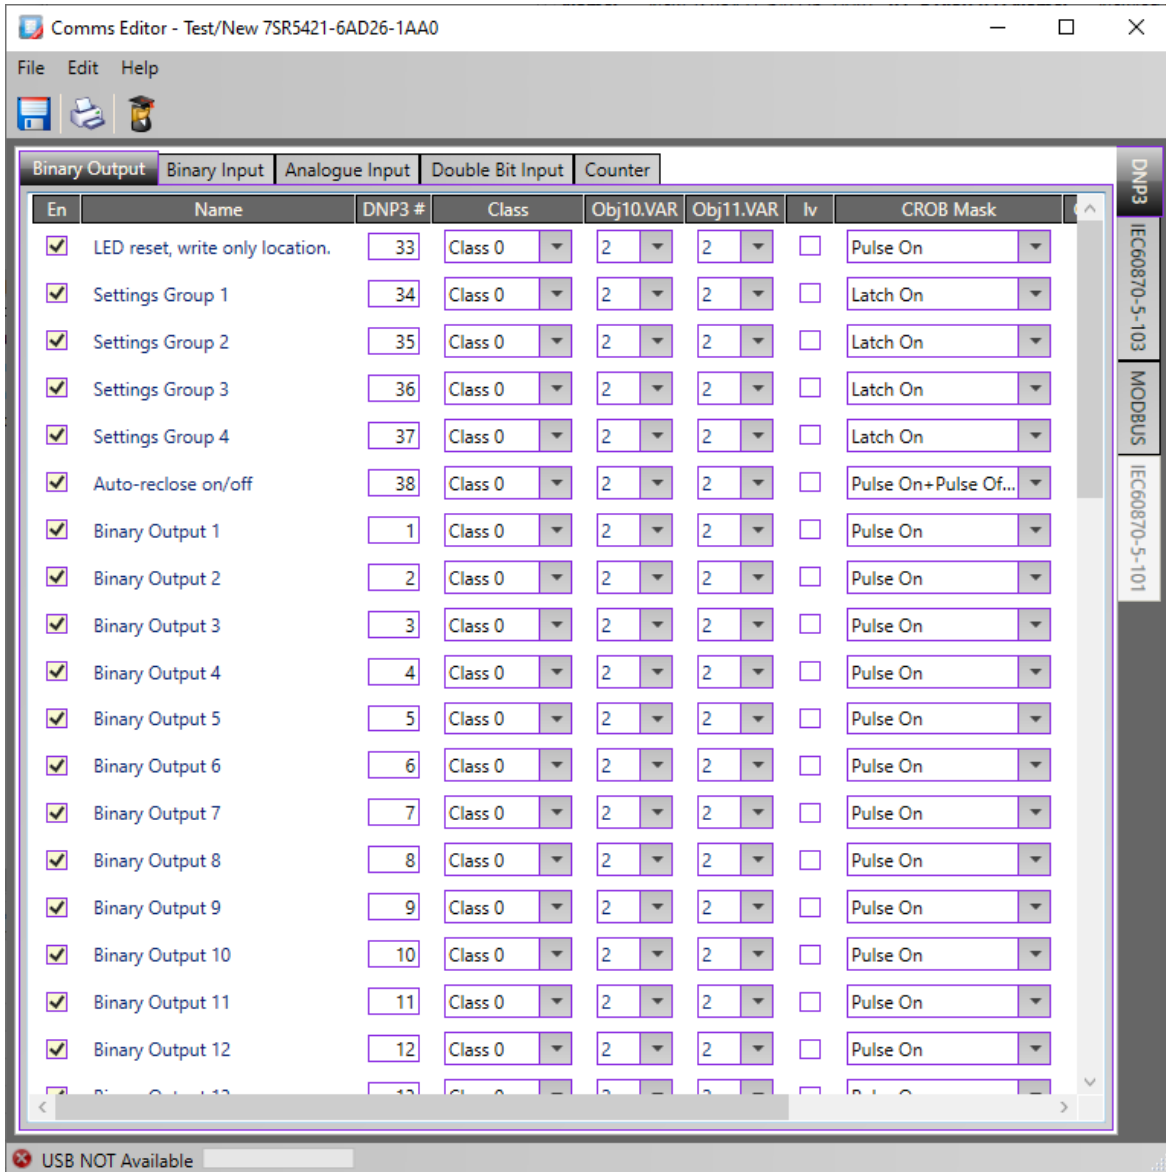 Comms Editor - Test/New 7SR5421-6AD26-1AA0
File Edit Help
Binary Output Binary Input Analogue Input Double Bit Input Counter
En Name DNP3 # Class Obj10.VAR Obj11.VAR Iv CROB Mask
LED reset, write only location. 33 Class 0 2 2 Pulse On
Settings Group 1 34 Class 0 2 2 Latch On
Settings Group 2 35 Class 0 2 2 Latch On
Settings Group 3 36 Class 0 2 2 Latch On
Settings Group 4 37 Class 0 2 2 Latch On
Auto-reclose on/off 38 Class 0 2 2 Pulse On+Pulse Of...
Binary Output 1 1 Class 0 2 2 Pulse On
Binary Output 2 2 Class 0 2 2 Pulse On
Binary Output 3 3 Class 0 2 2 Pulse On
Binary Output 4 4 Class 0 2 2 Pulse On
Binary Output 5 5 Class 0 2 2 Pulse On
Binary Output 6 6 Class 0 2 2 Pulse On
Binary Output 7 7 Class 0 2 2 Pulse On
Binary Output 8 8 Class 0 2 2 Pulse On
Binary Output 9 9 Class 0 2 2 Pulse On
Binary Output 10 10 Class 0 2 2 Pulse On
Binary Output 11 11 Class 0 2 2 Pulse On
Binary Output 12 12 Class 0 2 2 Pulse On
DNP3
IEC60870-5-103
MODBUS
IEC60870-5-101
USB NOT Available